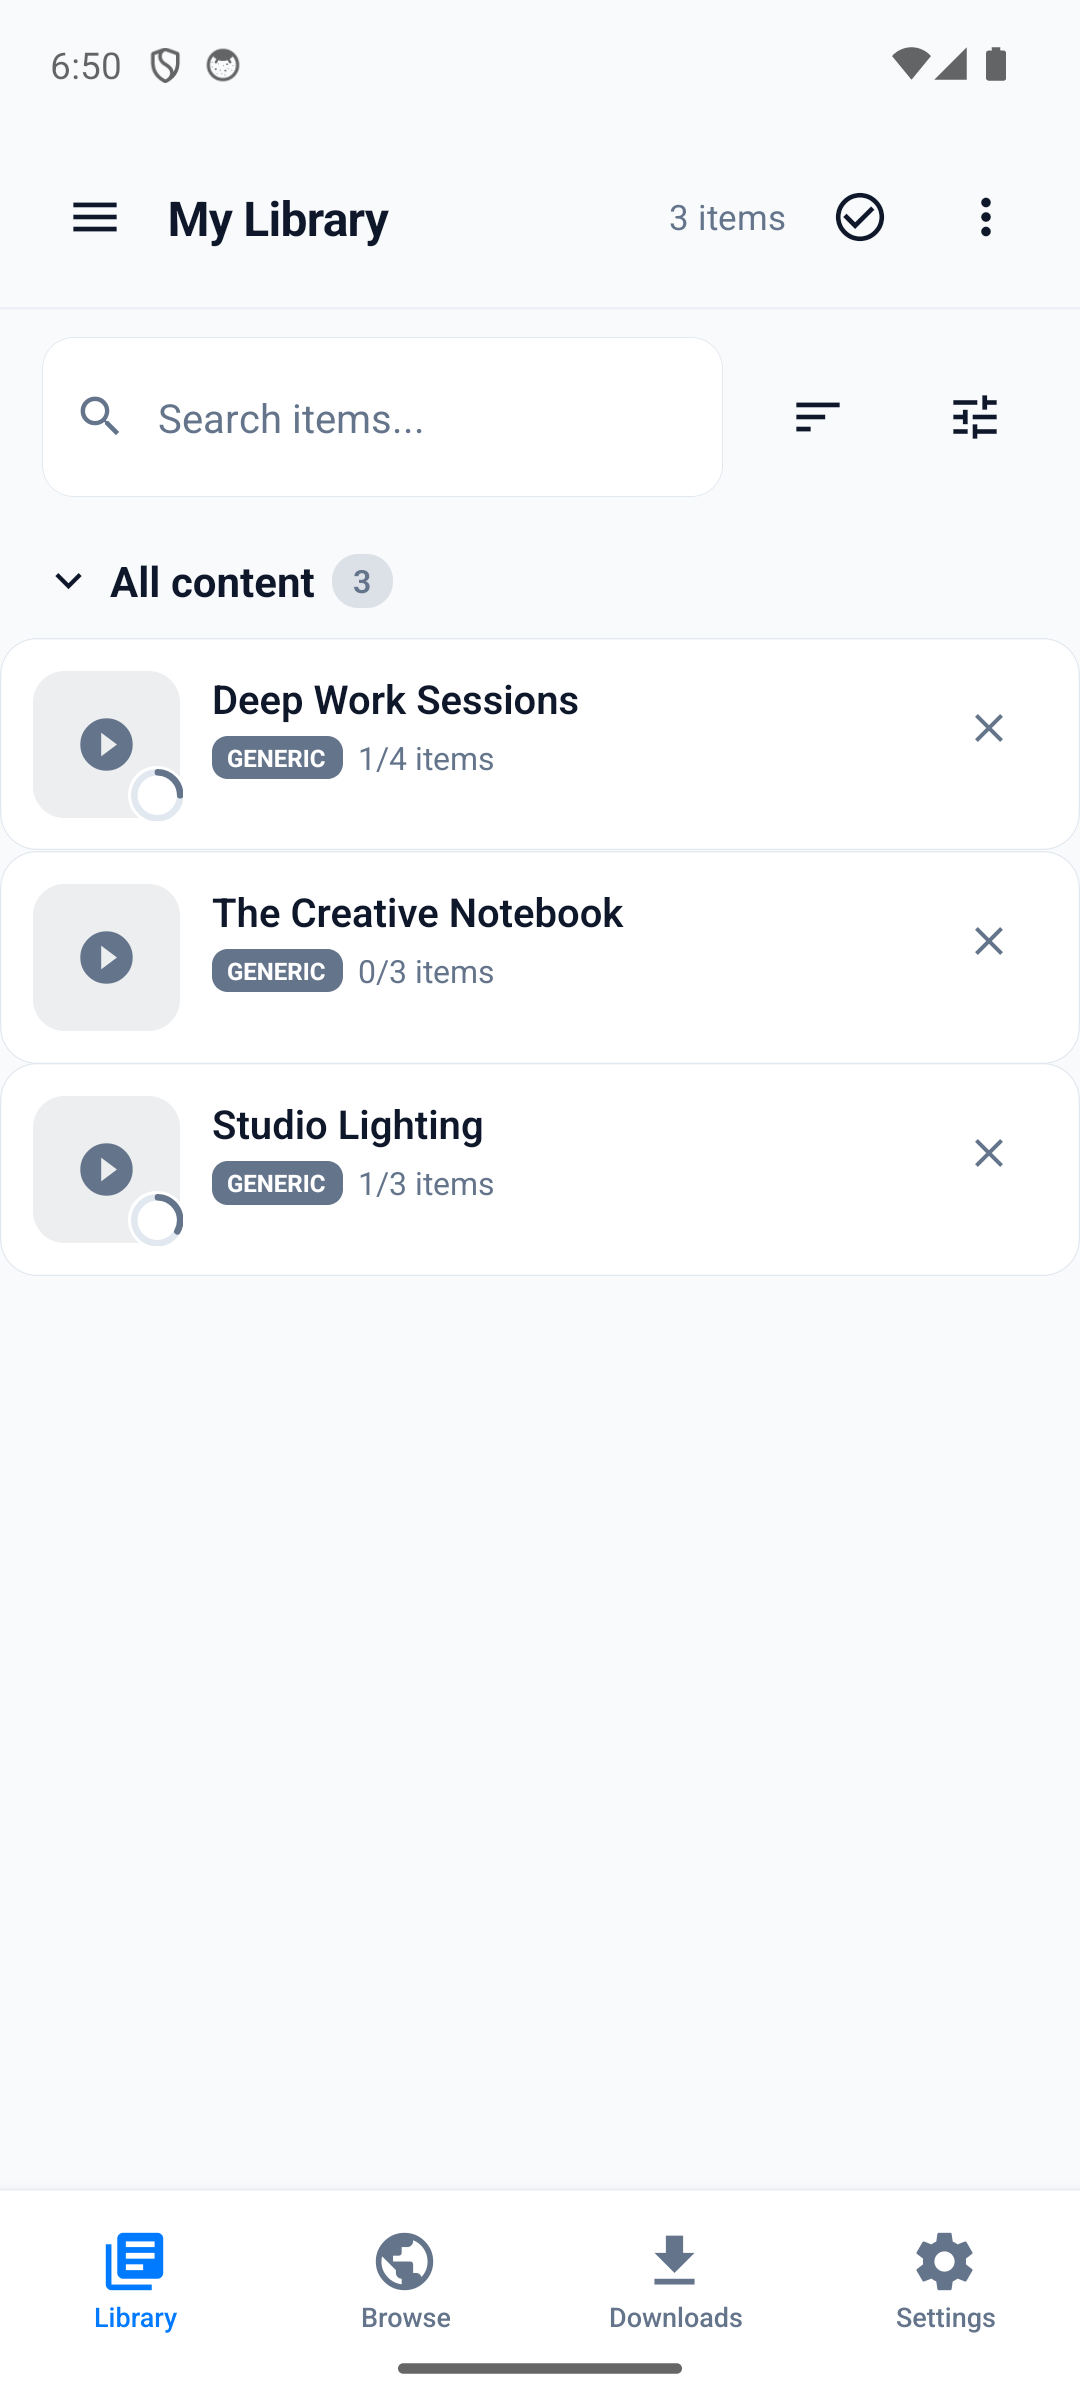 6:50
My Library
3 items
Search items...
All content
3
Deep Work Sessions
GENERIC
1/4 items
The Creative Notebook
GENERIC
0/3 items
Studio Lighting
GENERIC
1/3 items
Library
Browse
Downloads
Settings